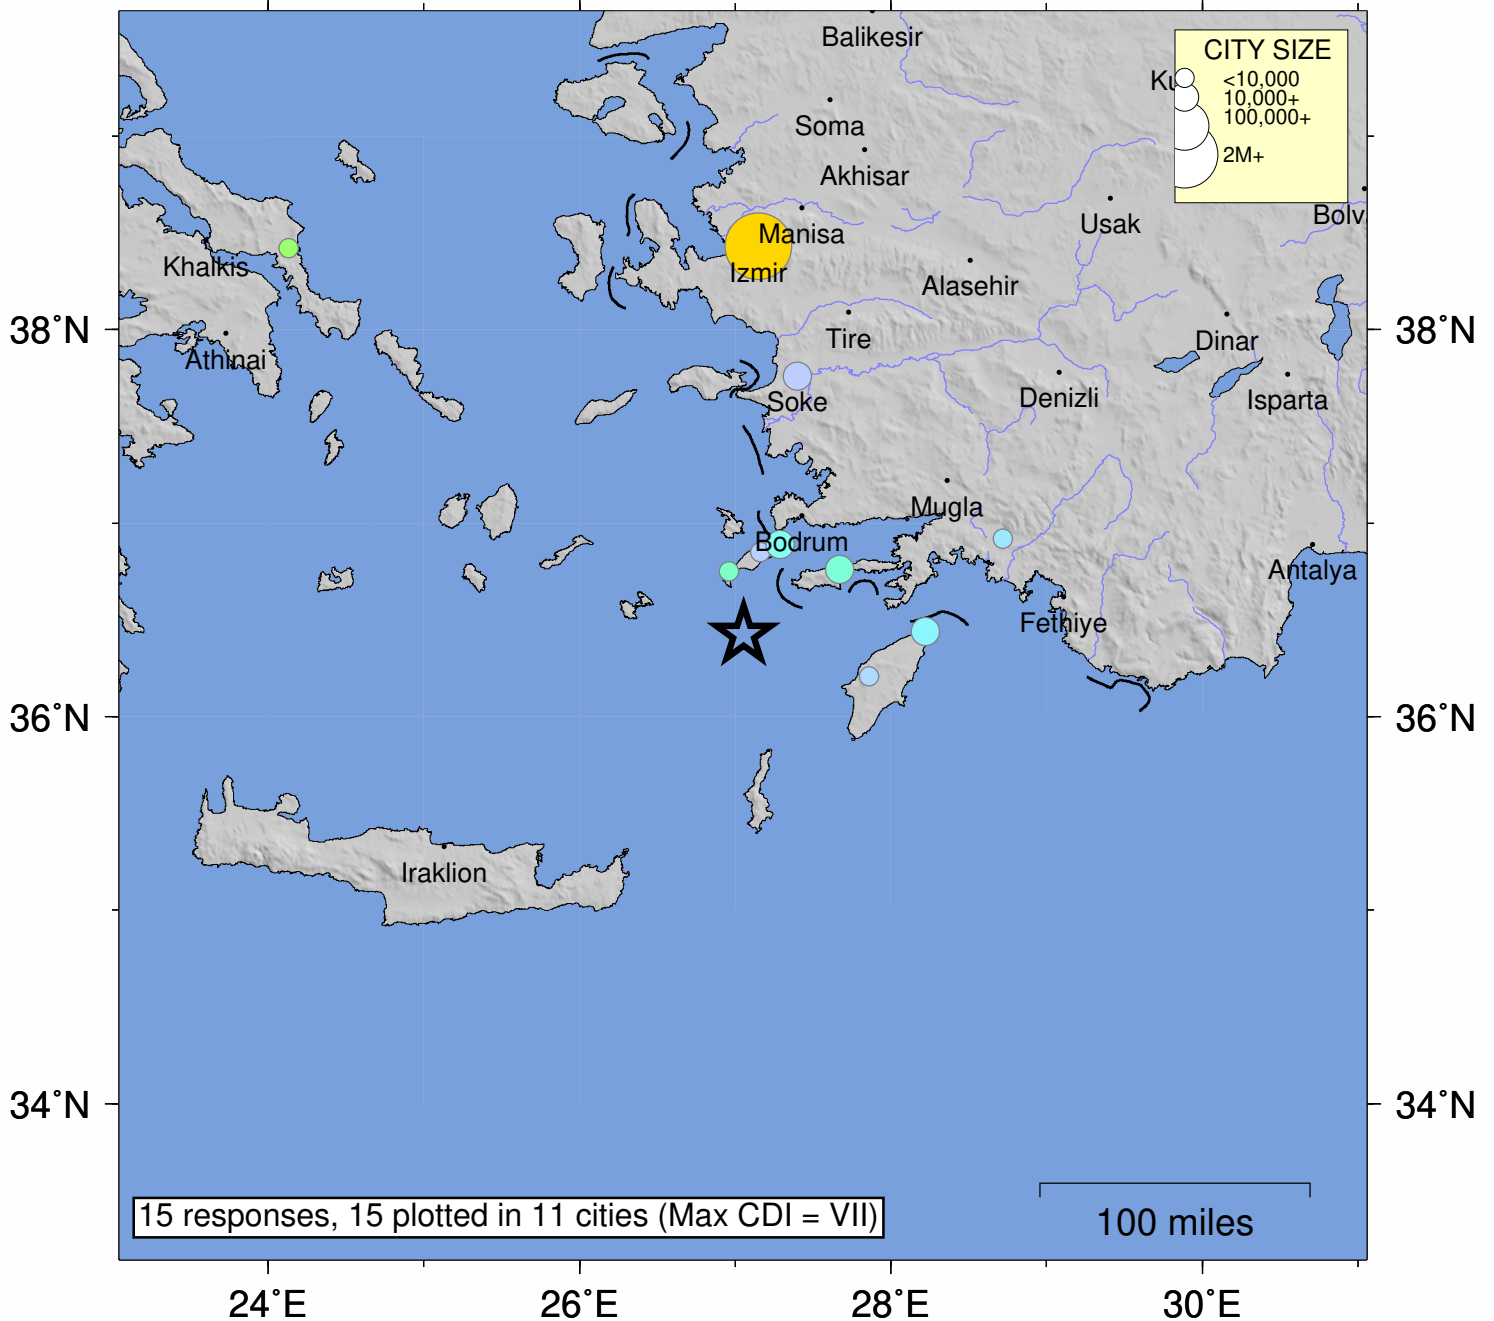 Balikesir
CITY SIZE
Ku
<10,000
10,000+
100,000+
2M+
Soma
Akhisar
Bolv
Usak
Manisa
Izmir
Khalkis
Alasehir
38°N
38°N
Tire
Dinar
Athinai
Soke
Denizli
Isparta
Mugla
Bodrum
Antalya
Fethiye
36°N
36°N
Iraklion
34°N
34°N
15 responses, 15 plotted in 11 cities (Max CDI = VII)
100 miles
24°E
26°E
28°E
30°E